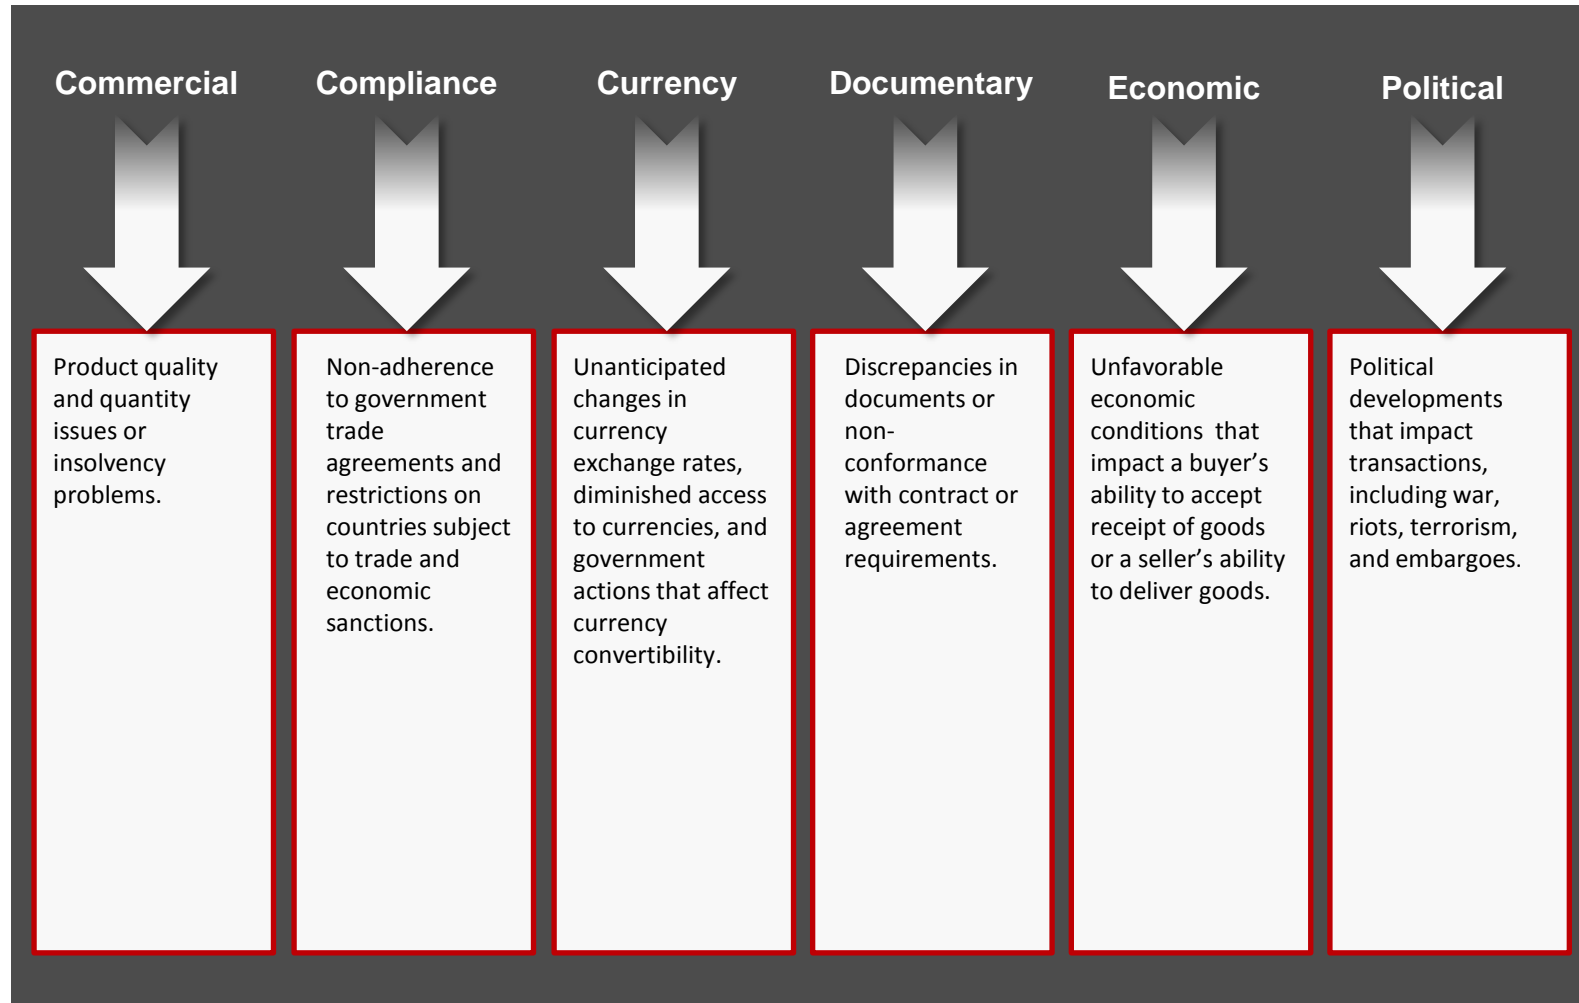 Commercial
Compliance
Currency
Documentary
Economic
Political
Product quality
and quantity
issues or
insolvency
problems.
Non-adherence
to government
trade
agreements and
restrictions on
countries subject
to trade and
economic
sanctions.
Unanticipated
changes in
currency
exchange rates,
diminished access
to currencies, and
government
actions that affect
currency
convertibility.
Discrepancies in
documents or
non-
conformance
with contract or
agreement
requirements.
Unfavorable
economic
conditions  that
impact a buyer’s
ability to accept
receipt of goods
or a seller’s ability
to deliver goods.
Political
developments
that impact
transactions,
including war,
riots, terrorism,
and embargoes.